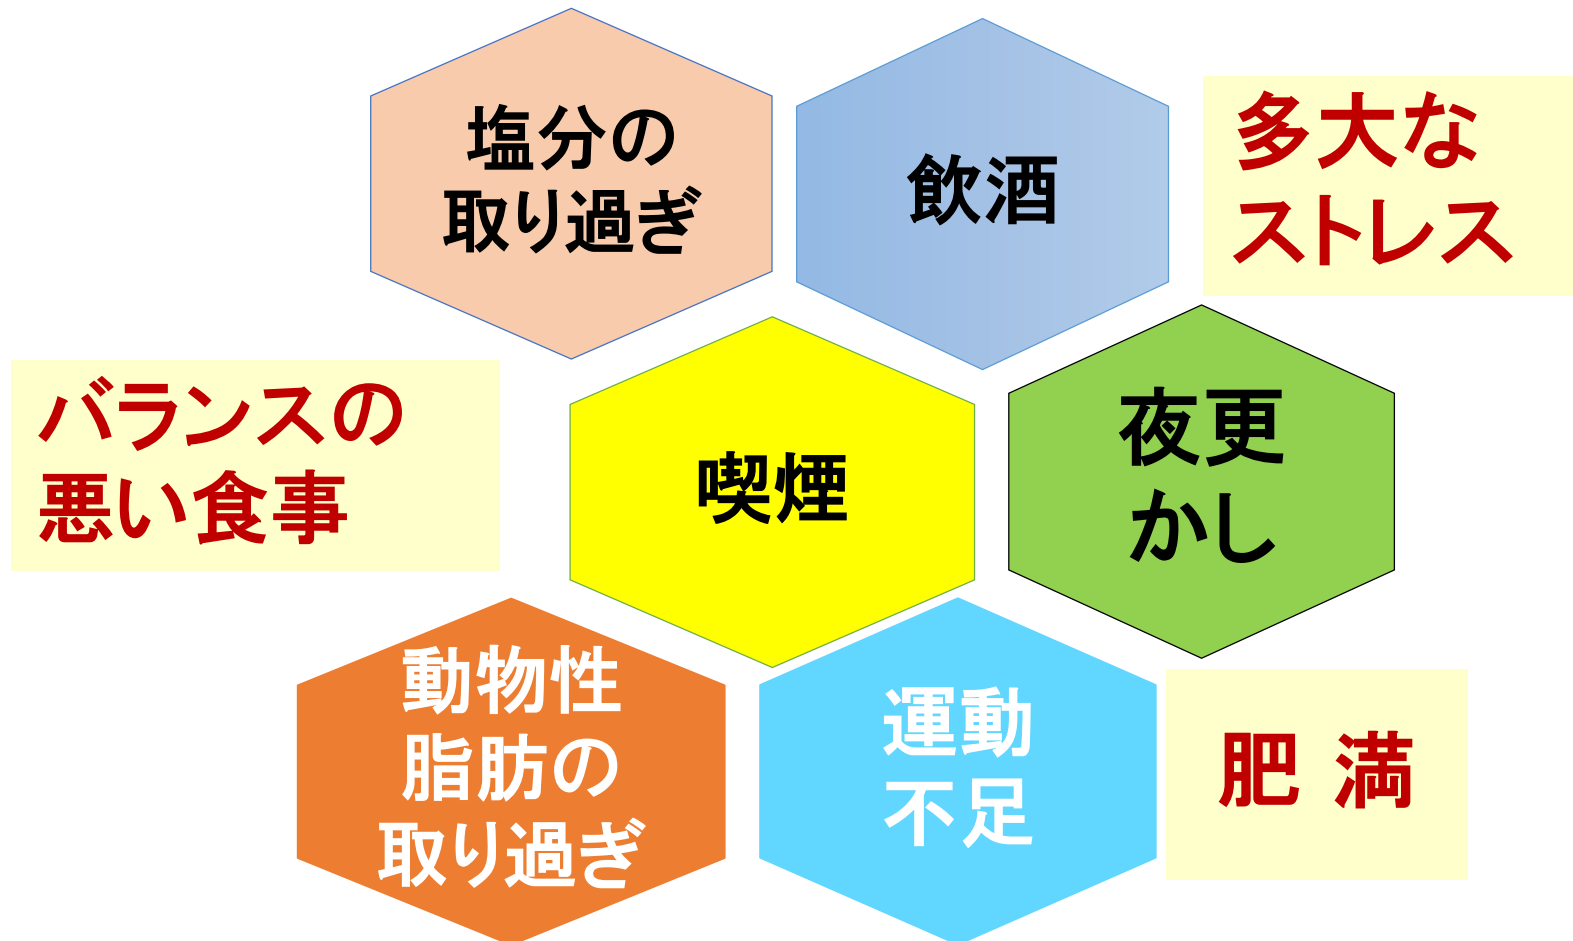 塩分の
取り過ぎ
飲酒
多大な
ストレス
バランスの
悪い食事
喫煙
夜更
かし
動物性
脂肪の
取り過ぎ
運動
不足
肥 満